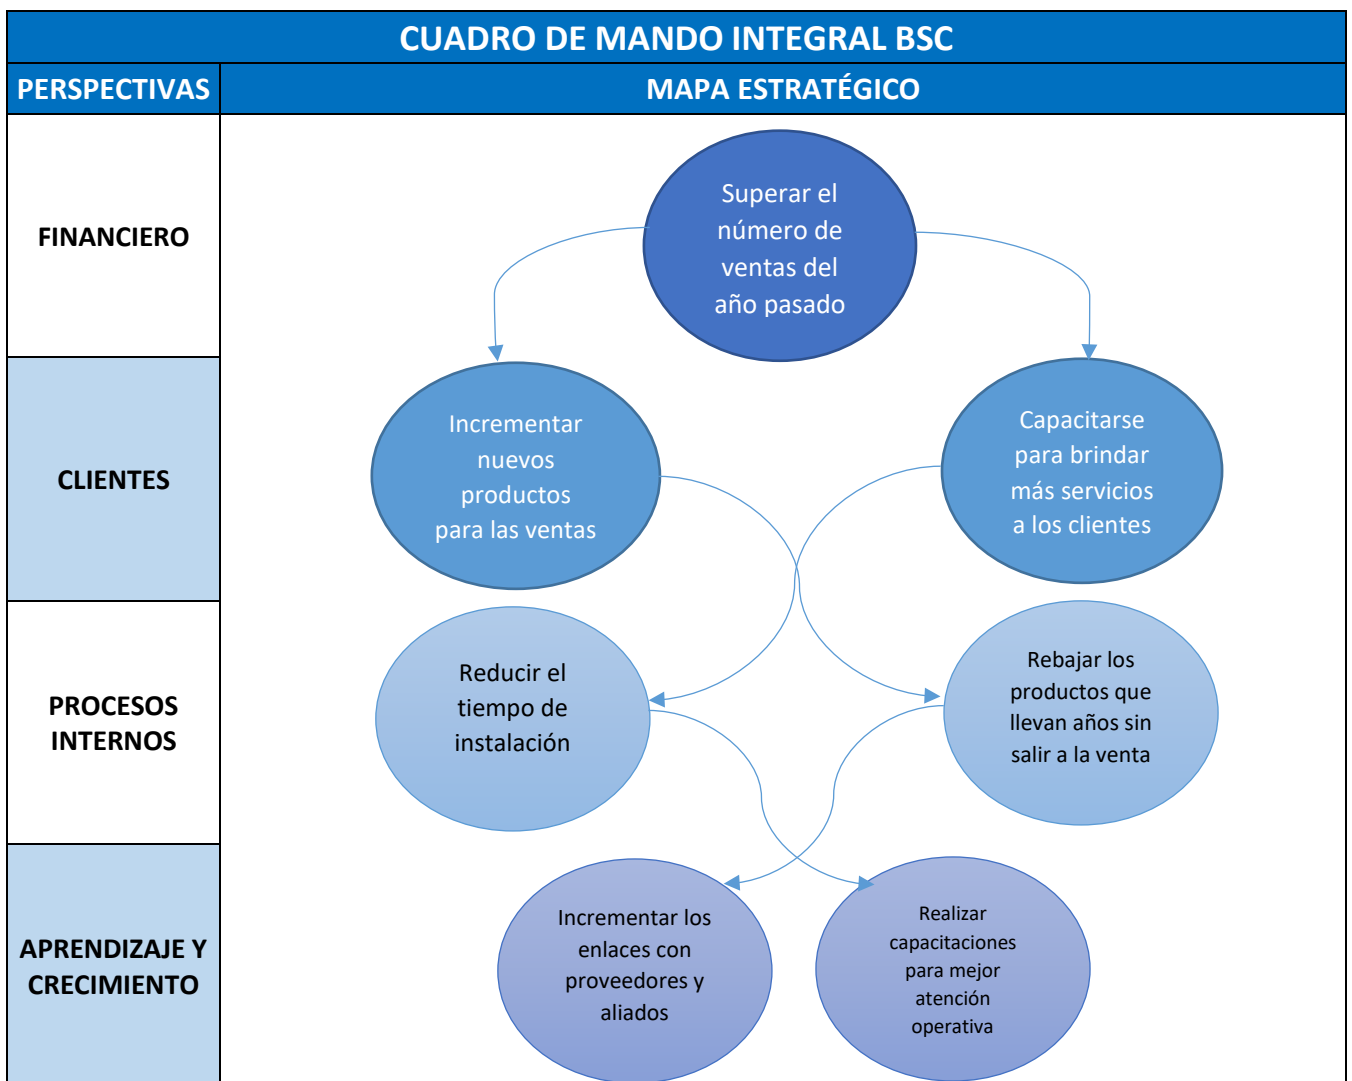 CUADRO DE MANDO INTEGRAL BSC
PERSPECTIVAS
MAPA ESTRATÉGICO
FINANCIERO
Superar el
número de
ventas del
año pasado
CLIENTES
Incrementar
nuevos
productos
para las ventas
Capacitarse
para brindar
más servicios
a los clientes
PROCESOS
INTERNOS
Reducir el
tiempo de
instalación
Rebajar los
productos que
llevan años sin
salir a la venta
APRENDIZAJE Y
CRECIMIENTO
Incrementar los
enlaces con
proveedores y
aliados
Realizar
capacitaciones
para mejor
atención
operativa